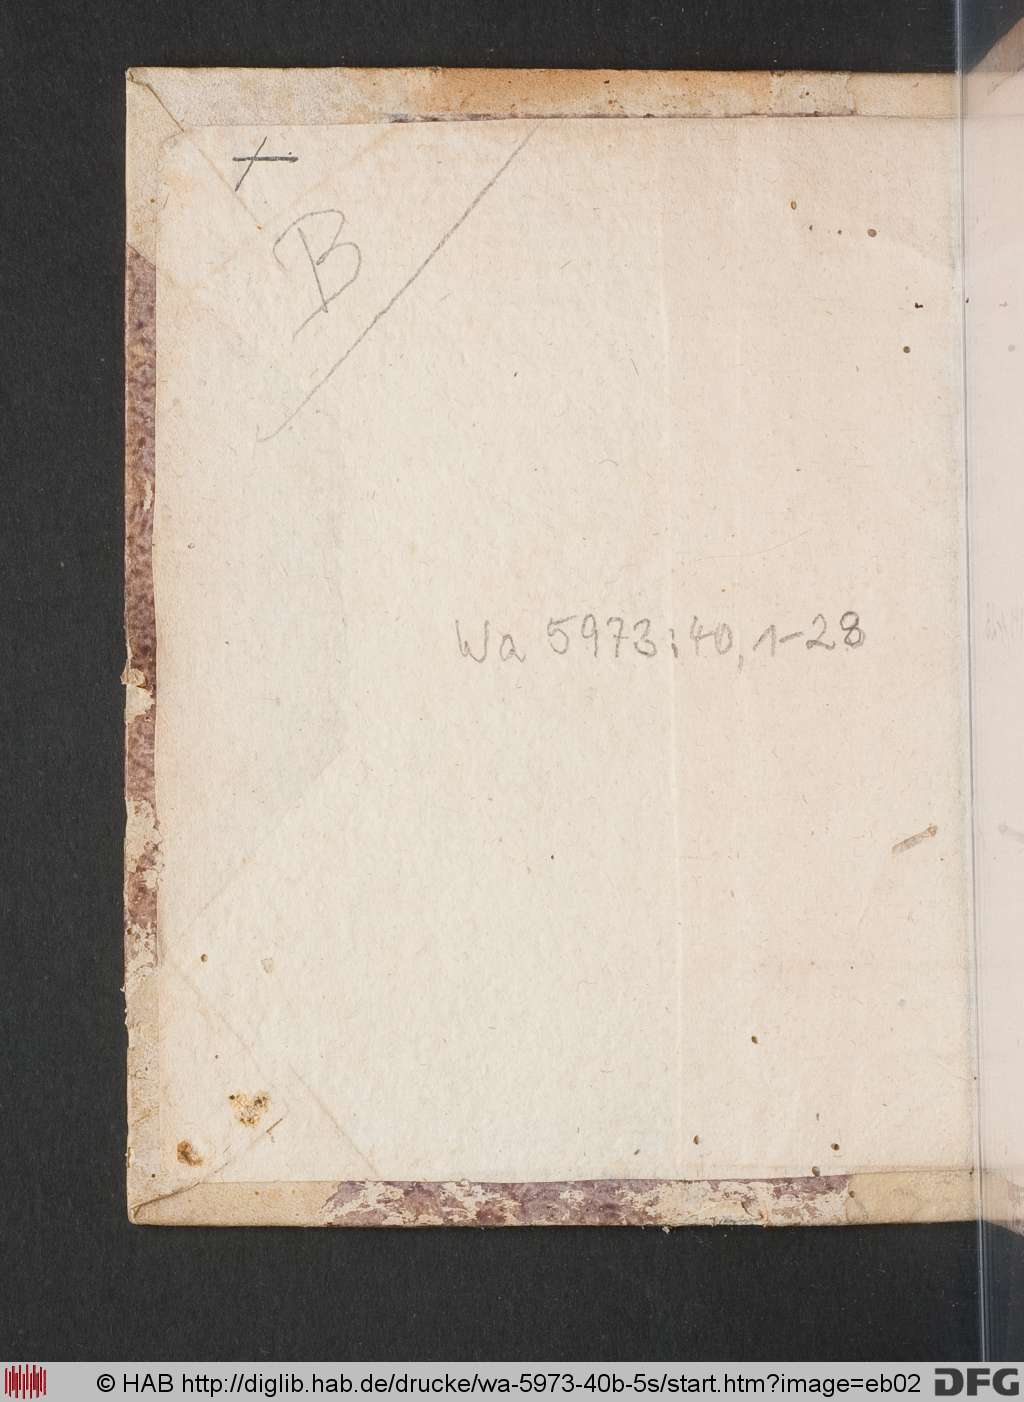 B
Wa 5973:40,1-28
© HAB http://diglib.hab.de/drucke/wa-5973-40b-5s/start.htm?image=eb02 DFG